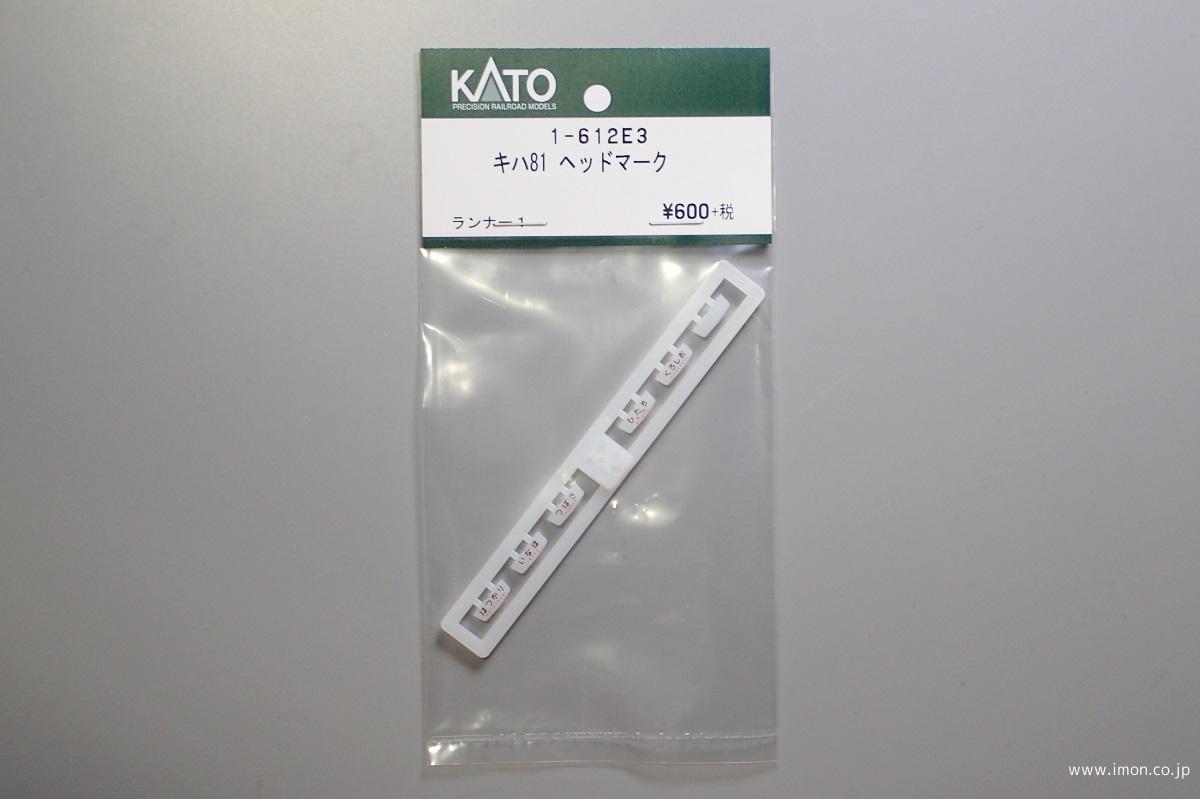 KATO
PRECISION RAILROAD MODELS
1-612E3
キハ81 ヘッドマーク
¥600+税
ランナー1
くろしお
ひたち
つばさ
いなほ
はつかり
www.imon.co.jp